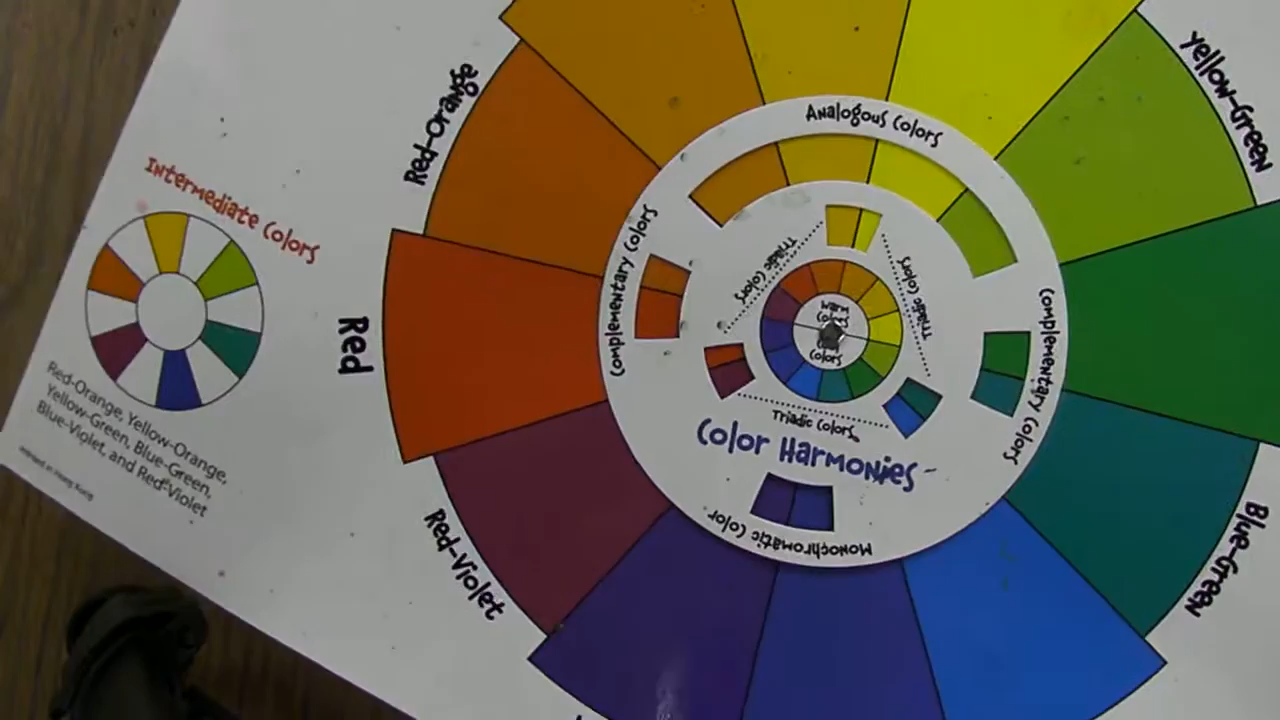 Intermediate Colors
Red-Orange, Yellow-Orange,
Yellow-Green, Blue-Green,
Blue-Violet, and Red-Violet
Red-Orange
Yellow-Green
Red
Blue-Green
Red-Violet
Analogous Colors
Complementary Colors
Complementary Colors
Triadic Colors
Triadic Colors
Triadic Colors
Warm
Colors
Colors
Color Harmonies
Monochromatic Color